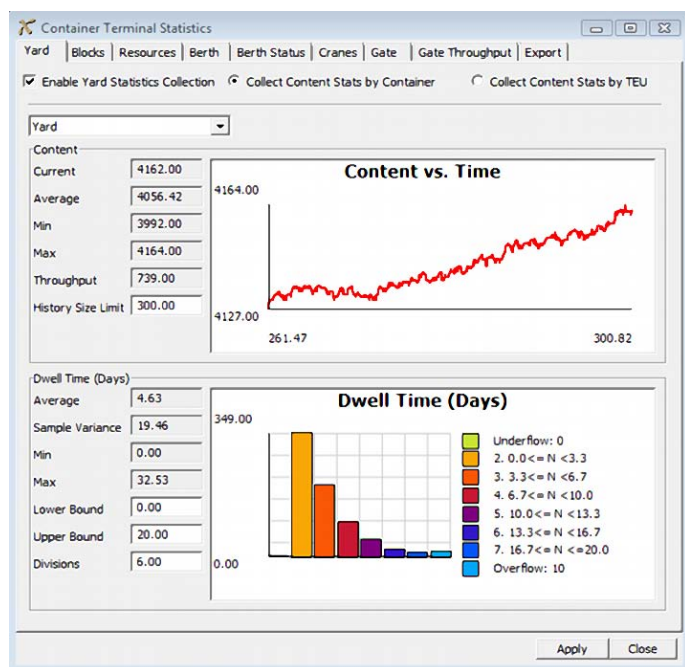 Container Terminal Statistics
Yard Blocks Resources Berth Berth Status Cranes Gate Gate Throughput Export
Enable Yard Statistics Collection Collect Content Stats by Container Collect Content Stats by TEU
Yard
Content
Current 4162.00
Average 4056.42
Min 3992.00
Max 4164.00
Throughput 739.00
History Size Limit 300.00
Content vs. Time
4164.00
4127.00
261.47 300.82
Dwell Time (Days)
Average 4.63
Sample Variance 19.46
Min 0.00
Max 32.53
Lower Bound 0.00
Upper Bound 20.00
Divisions 6.00
Dwell Time (Days)
349.00
0.00
Underflow: 0
2. 0.0<= N <3.3
3. 3.3<= N <6.7
4. 6.7<= N <10.0
5. 10.0<= N <13.3
6. 13.3<= N <16.7
7. 16.7<= N <=20.0
Overflow: 10
Apply Close